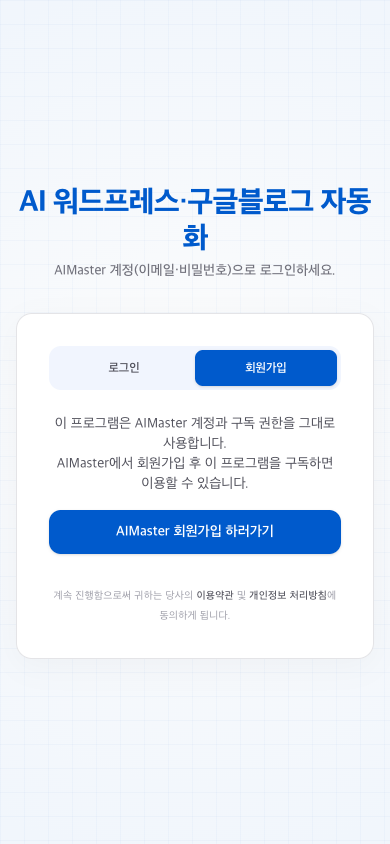 AI 워드프레스·구글블로그 자동
화
AIMaster 계정(이메일·비밀번호)으로 로그인하세요.
로그인
회원가입
이 프로그램은 AIMaster 계정과 구독 권한을 그대로
사용합니다.
AIMaster에서 회원가입 후 이 프로그램을 구독하면
이용할 수 있습니다.
AIMaster 회원가입 하러가기
계속 진행함으로써 귀하는 당사의 이용약관 및 개인정보 처리방침에
동의하게 됩니다.